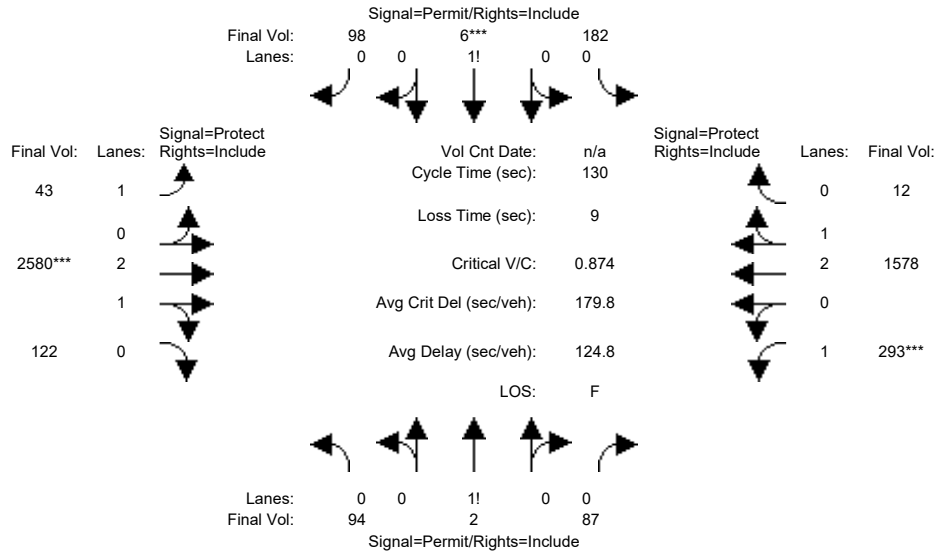 Signal=Permit/Rights=Include
Final Vol: 98 6*** 182
Lanes: 0 0 1! 0 0
Signal=Protect Signal=Protect
Final Vol: Lanes: Rights=Include Vol Cnt Date: n/a Rights=Include Lanes: Final Vol:
Cycle Time (sec): 130
43 1 0 12
Loss Time (sec): 9
0 1
2580*** 2 Critical V/C: 0.874 2 1578
1 Avg Crit Del (sec/veh): 179.8 0
122 0 Avg Delay (sec/veh): 124.8 1 293***
LOS: F
Lanes: 0 0 1! 0 0
Final Vol: 94 2 87
Signal=Permit/Rights=Include